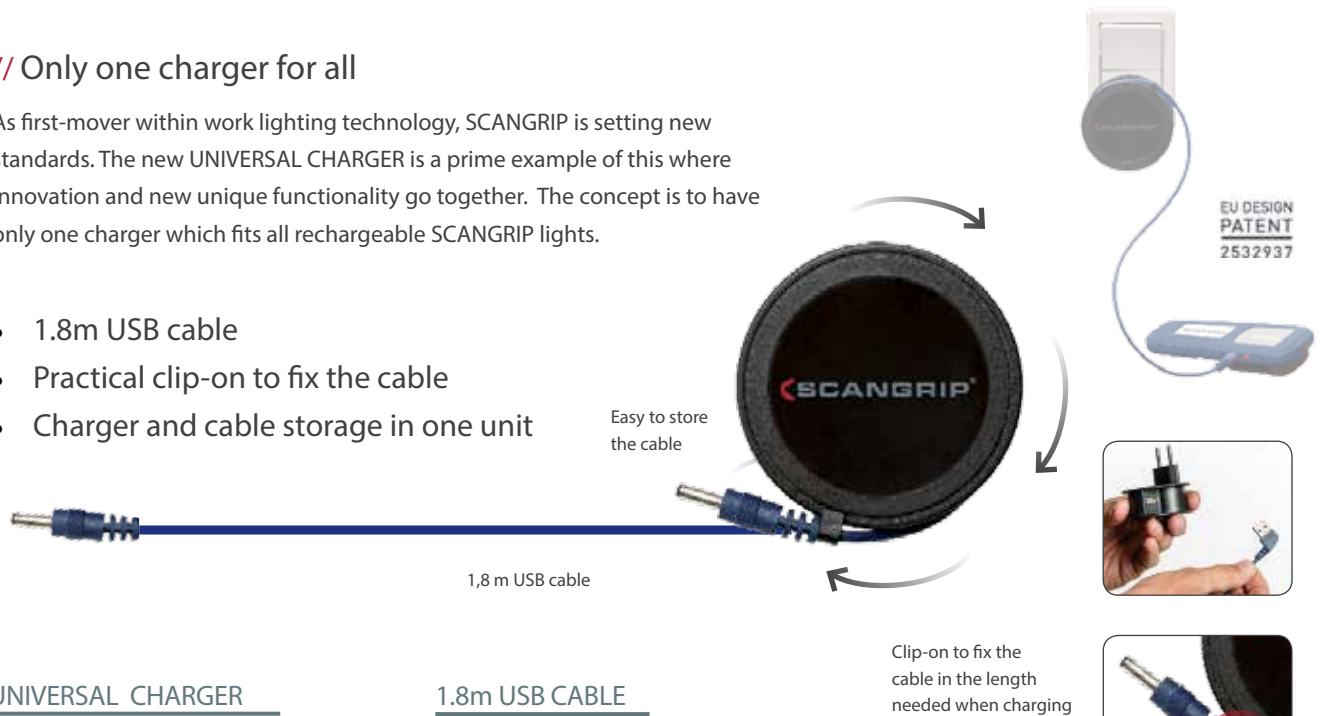 // Only one charger for all
As first-mover within work lighting technology, SCANGRIP is setting new
standards. The new UNIVERSAL CHARGER is a prime example of this where
innovation and new unique functionality go together. The concept is to have
only one charger which fits all rechargeable SCANGRIP lights.
• 1.8m USB cable
• Practical clip-on to fix the cable
• Charger and cable storage in one unit
Easy to store
the cable
SCANGRIP®
1,8 m USB cable
SCANGRIP
EU DESIGN
PATENT
2532937
Clip-on to fix the
cable in the length
needed when charging
UNIVERSAL CHARGER
1.8m USB CABLE